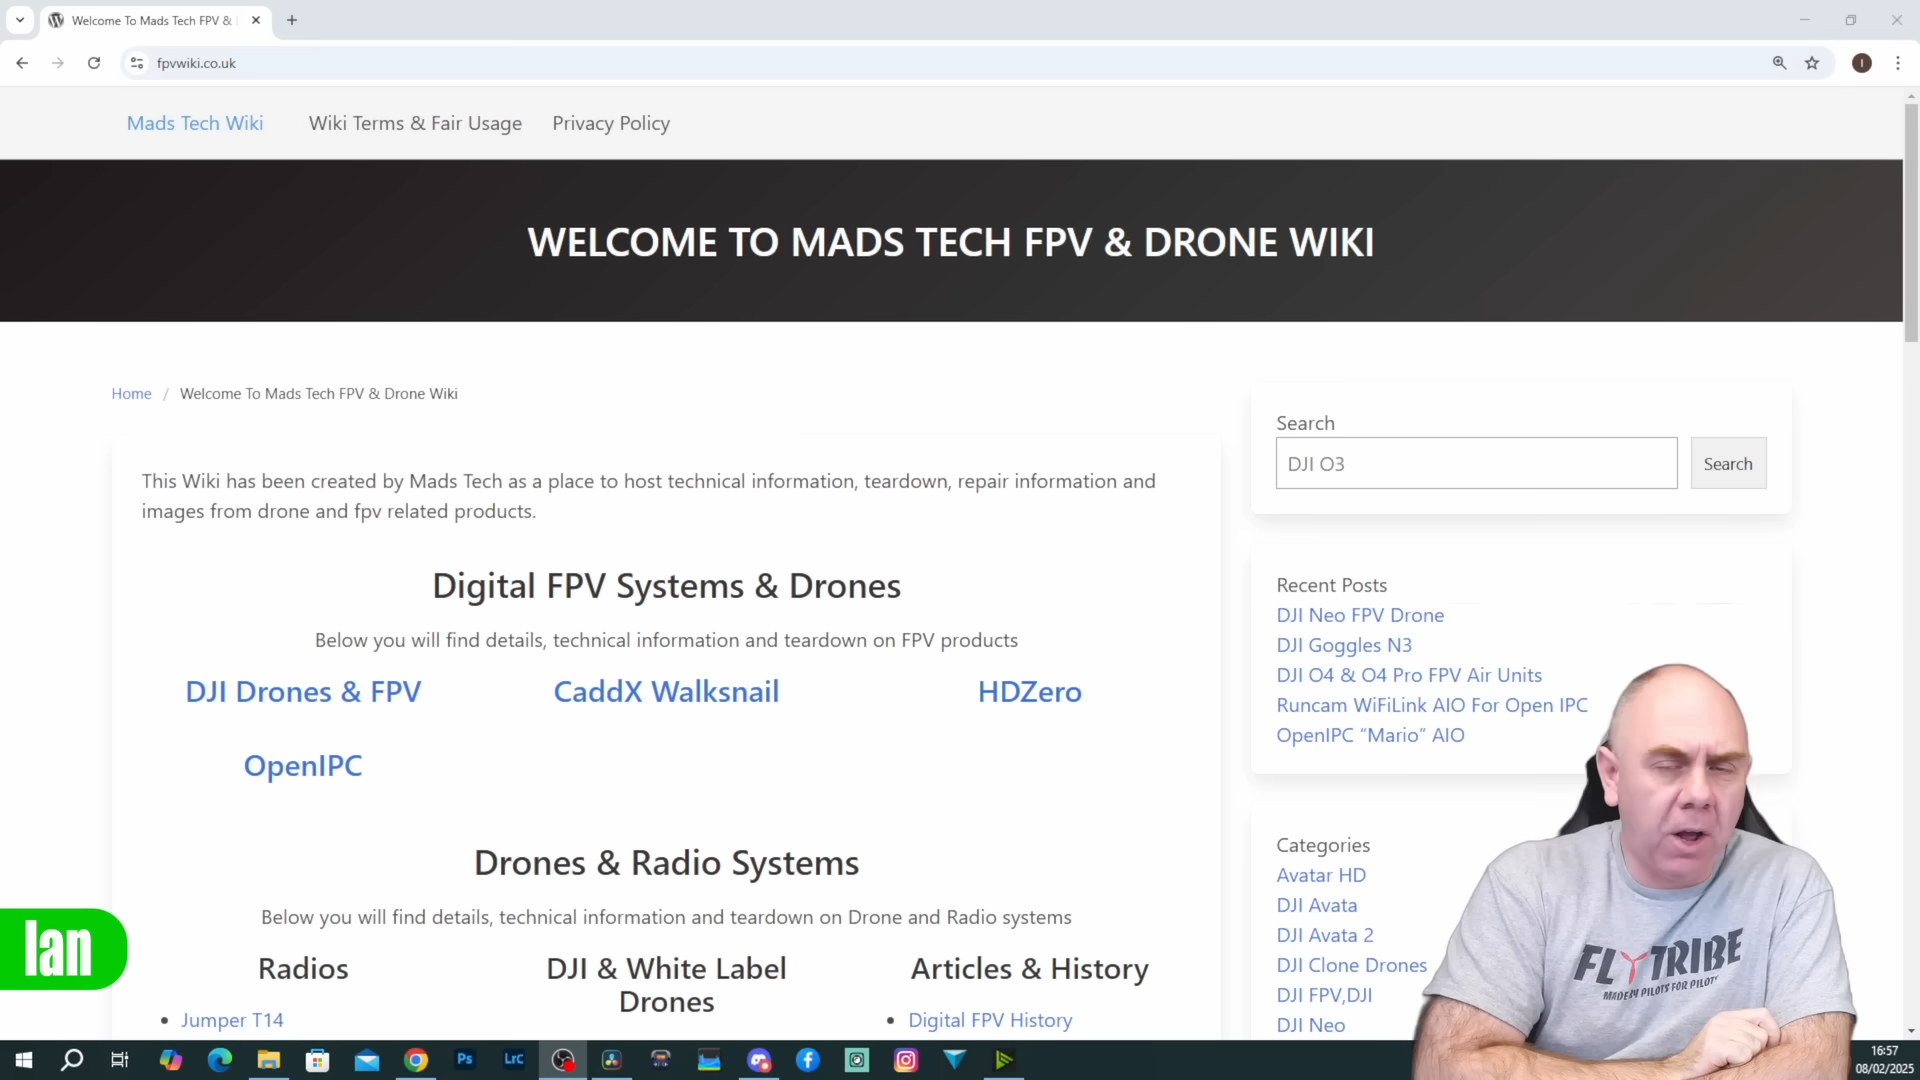 Welcome To Mads Tech FPV &
fpvwiki.co.uk
I
Mads Tech Wiki
Wiki Terms & Fair Usage
Privacy Policy
WELCOME TO MADS TECH FPV & DRONE WIKI
Home / Welcome To Mads Tech FPV & Drone Wiki
This Wiki has been created by Mads Tech as a place to host technical information, teardown, repair information and
images from drone and fpv related products.
Digital FPV Systems & Drones
Below you will find details, technical information and teardown on FPV products
DJI Drones & FPV
CaddX Walksnail
HDZero
OpenIPC
Drones & Radio Systems
Below you will find details, technical information and teardown on Drone and Radio systems
Radios
Jumper T14
DJI & White Label
Drones
Articles & History
Digital FPV History
Search
DJI O3
Search
Recent Posts
DJI Neo FPV Drone
DJI Goggles N3
DJI O4 & O4 Pro FPV Air Units
Runcam WiFiLink AIO For Open IPC
OpenIPC “Mario” AIO
Categories
Avatar HD
DJI Avata
DJI Avata 2
DJI Clone Drones
DJI FPV,DJI
DJI Neo
FLYTRIBE
MADE BY PILOTS FOR PILOTS
Ian
Ps
LrC
16:57
08/02/2025